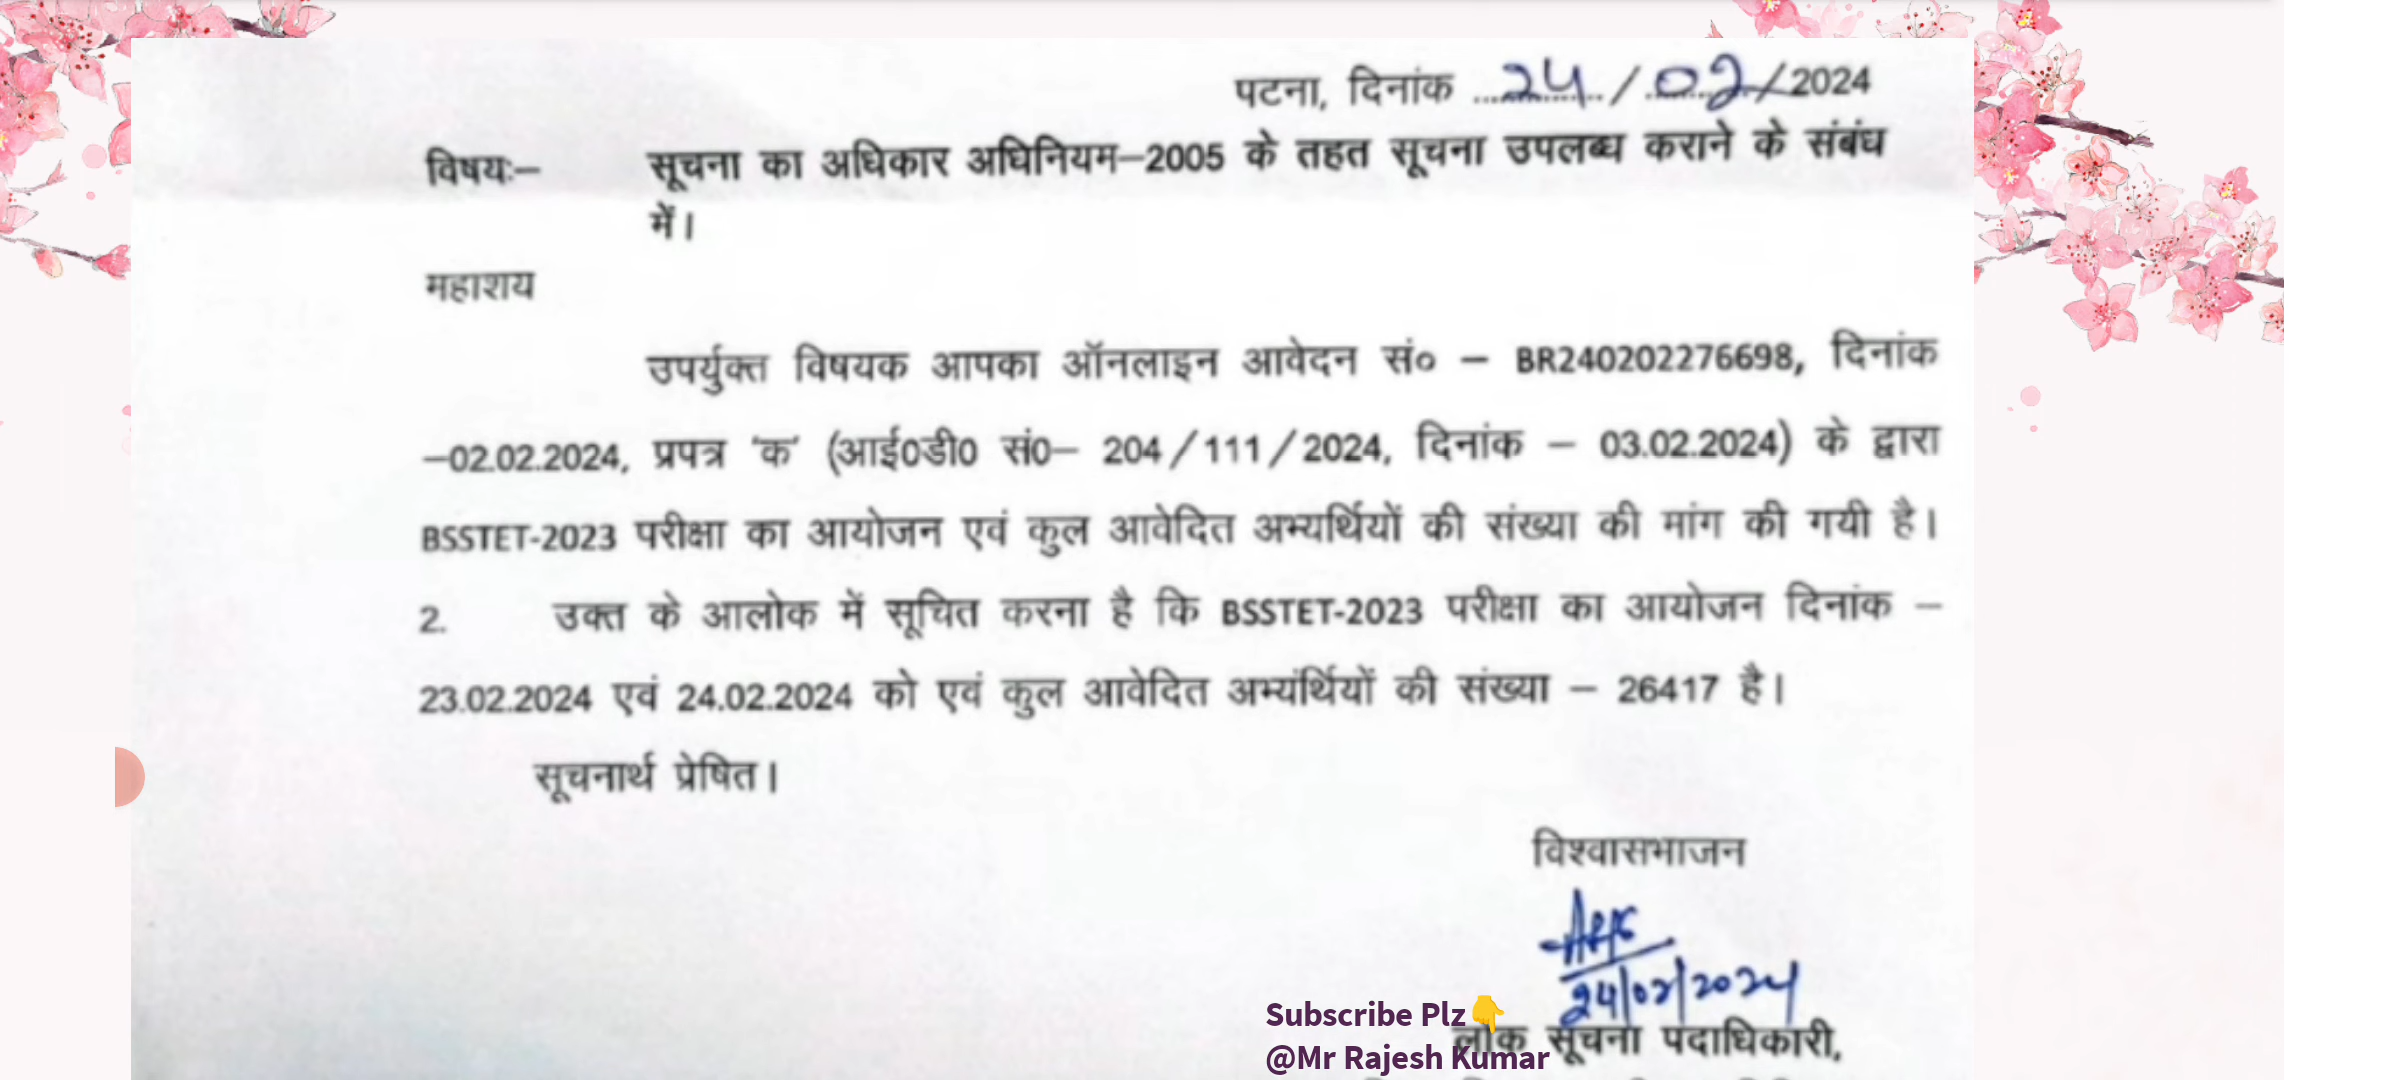 पटना, दिनांक 24/02/2024
विषयः– सूचना का अधिकार अधिनियम–2005 के तहत सूचना उपलब्ध कराने के संबंध
में।
महाशय
उपर्युक्त विषयक आपका ऑनलाइन आवेदन सं० – BR240202276698, दिनांक
–02.02.2024, प्रपत्र 'क' (आई0डी0 सं0– 204/111/2024, दिनांक – 03.02.2024) के द्वारा
BSSTET-2023 परीक्षा का आयोजन एवं कुल आवेदित अभ्यर्थियों की संख्या की मांग की गयी है।
2. उक्त के आलोक में सूचित करना है कि BSSTET-2023 परीक्षा का आयोजन दिनांक –
23.02.2024 एवं 24.02.2024 को एवं कुल आवेदित अभ्यंर्थियों की संख्या – 26417 है।
सूचनार्थ प्रेषित।
विश्वासभाजन
24/02/2024
Subscribe Plz👇
लोक सूचना पदाधिकारी,
@Mr Rajesh Kumar